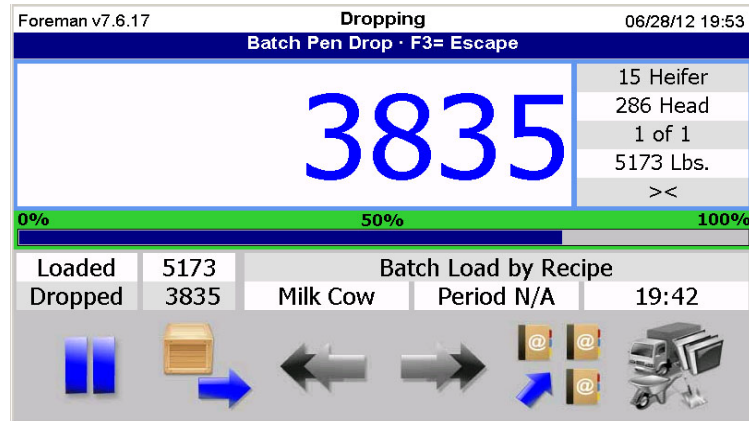 Foreman v7.6.17 Dropping 06/28/12 19:53
Batch Pen Drop · F3= Escape
3835
15 Heifer
286 Head
1 of 1
5173 Lbs.
><
0% 50% 100%
Loaded 5173 Batch Load by Recipe
Dropped 3835 Milk Cow Period N/A 19:42
@ @
@